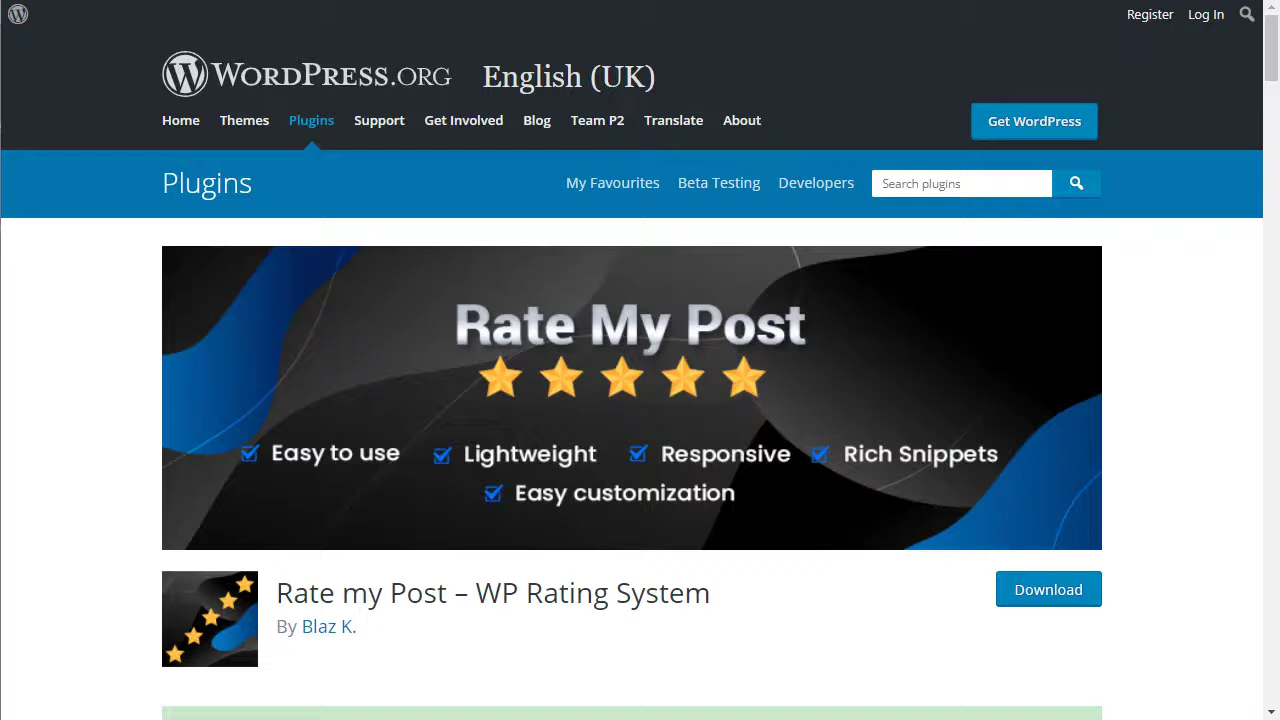 Register Log In
WORDPRESS.ORG English (UK)
Home Themes Plugins Support Get Involved Blog Team P2 Translate About
Get WordPress
Plugins
My Favourites Beta Testing Developers Search plugins
Rate My Post
Easy to use Lightweight Responsive Rich Snippets
Easy customization
Rate my Post – WP Rating System
Download
By Blaz K.